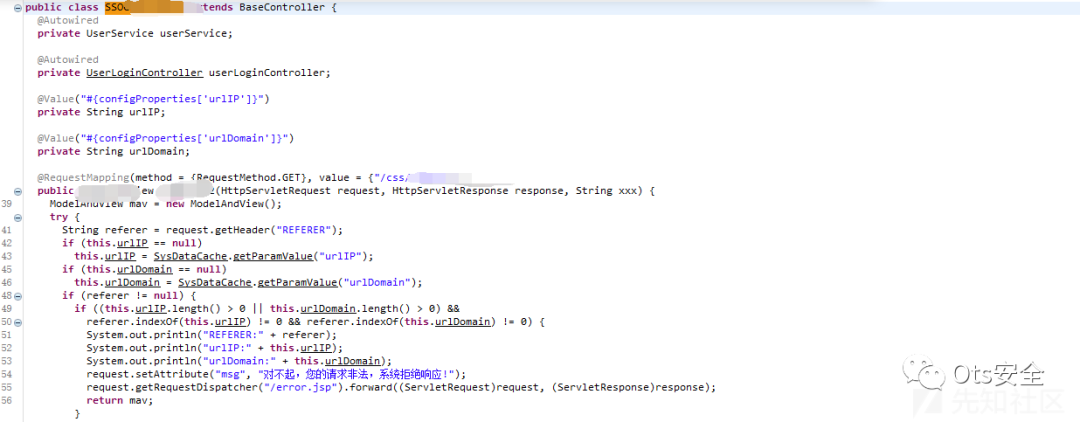 public class SSO tends BaseController {
@Autowired
private UserService userService;
@Autowired
private UserLoginController userLoginController;
@Value("#{configProperties['urlIP']}")
private String urlIP;
@Value("#{configProperties['urlDomain']}")
private String urlDomain;
@RequestMapping(method = {RequestMethod.GET}, value = {"/css/
public iew 2(HttpServletRequest request, HttpServletResponse response, String xxx) {
39 ModelAndView mav = new ModelAndView();
try {
41 String referer = request.getHeader("REFERER");
42 if (this.urlIP == null)
43 this.urlIP = SysDataCache.getParamValue("urlIP");
45 if (this.urlDomain == null)
46 this.urlDomain = SysDataCache.getParamValue("urlDomain");
48 if (referer != null) {
49 if ((this.urlIP.length() > 0 || this.urlDomain.length() > 0) &&
50 referer.indexOf(this.urlIP) != 0 && referer.indexOf(this.urlDomain) != 0) {
51 System.out.println("REFERER:" + referer);
52 System.out.println("urlIP:" + this.urlIP);
53 System.out.println("urlDomain:" + this.urlDomain);
54 request.setAttribute("msg", "对不起，您的请求非法，系统拒绝响应!");
55 request.getRequestDispatcher("/error.jsp").forward((ServletRequest)request, (ServletResponse)response);
56 return mav;
}
Ots安全
先知社区